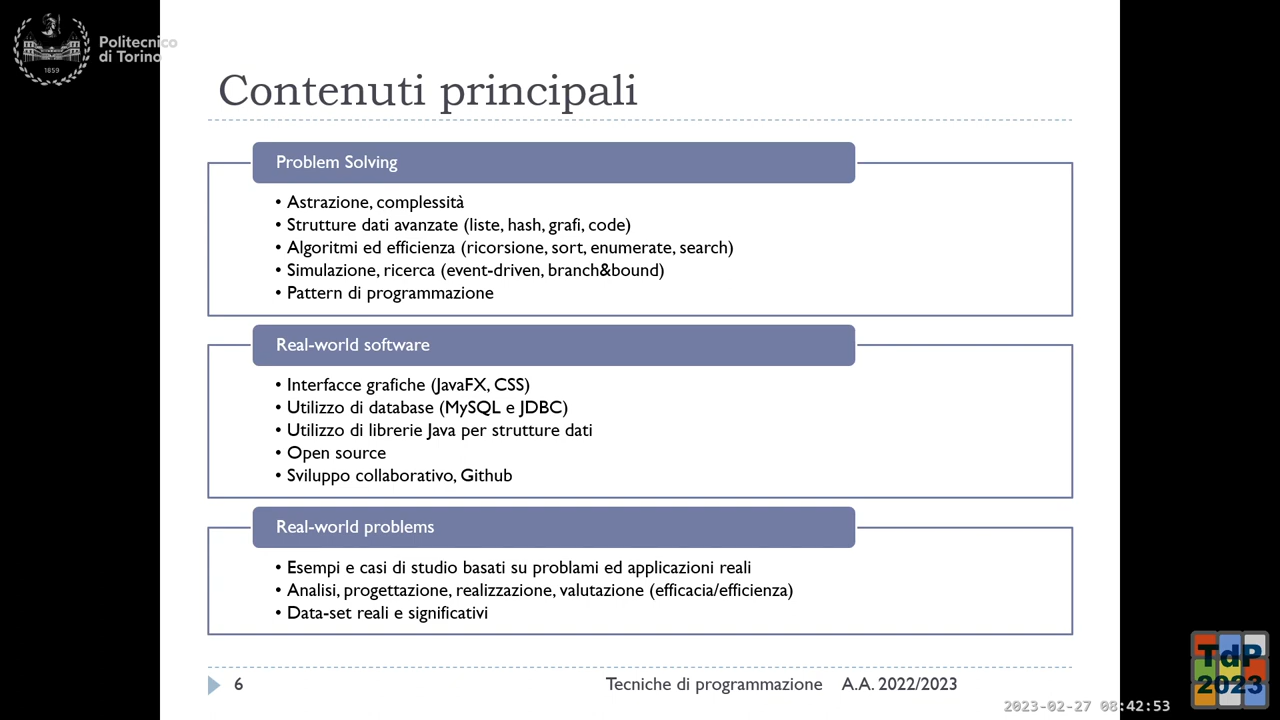 Politecnico
di Torino
1859
Contenuti principali
Problem Solving
• Astrazione, complessità
• Strutture dati avanzate (liste, hash, grafi, code)
• Algoritmi ed efficienza (ricorsione, sort, enumerate, search)
• Simulazione, ricerca (event-driven, branch&bound)
• Pattern di programmazione
Real-world software
• Interfacce grafiche (JavaFX, CSS)
• Utilizzo di database (MySQL e JDBC)
• Utilizzo di librerie Java per strutture dati
• Open source
• Sviluppo collaborativo, Github
Real-world problems
• Esempi e casi di studio basati su problami ed applicazioni reali
• Analisi, progettazione, realizzazione, valutazione (efficacia/efficienza)
• Data-set reali e significativi
6 Tecniche di programmazione A.A. 2022/2023
2023-02-27 08:42:53
TdP
2023